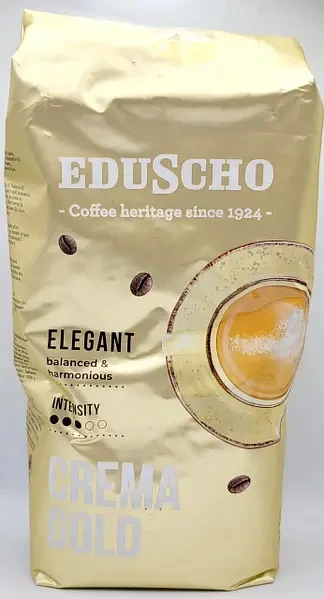 EDUSCHO
- Coffee heritage since 1924 -
ELEGANT
balanced &
harmonious
INTENSITY
CREMA
GOLD